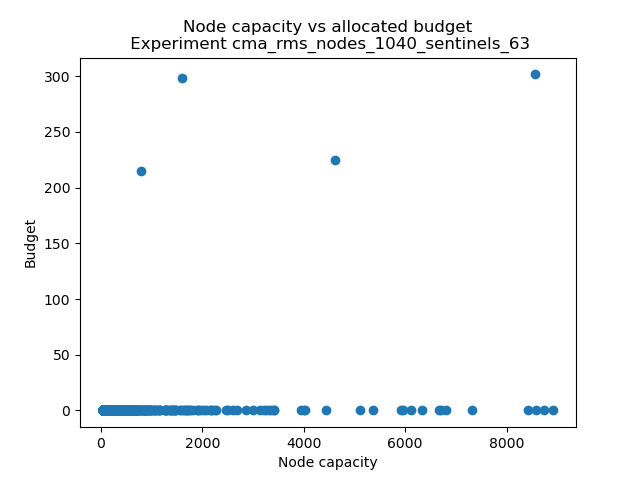 Node capacity vs allocated budget
Experiment cma_rms_nodes_1040_sentinels_63
300
250
200
150
100
50
0
Budget
0 2000 4000 6000 8000
Node capacity